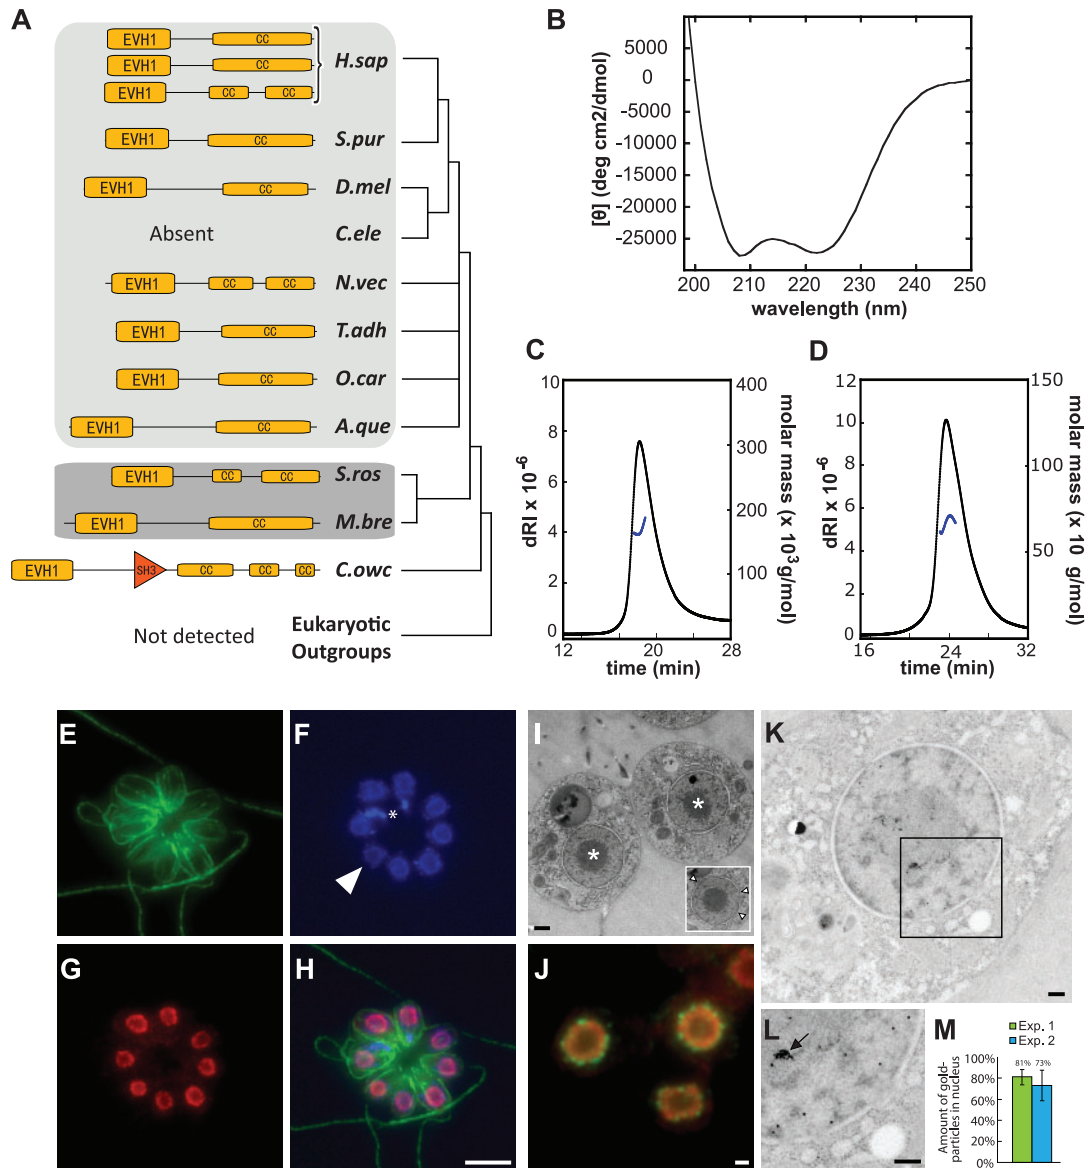 A
EVH1 CC
EVH1 CC H.sap
EVH1 CC CC
EVH1 CC S.pur
EVH1 CC D.mel
Absent C.ele
EVH1 CC CC N.vec
EVH1 CC T.adh
EVH1 CC O.car
EVH1 CC A.que
EVH1 CC CC S.ros
EVH1 CC M.bre
EVH1 SH3 CC CC CC C.owc
Not detected Eukaryotic
Outgroups
B
[θ] (deg cm2/dmol)
5000
0
-5000
-10000
-15000
-20000
-25000
200 210 220 230 240 250
wavelength (nm)
C
dRI x 10-6
10
8
6
4
2
0
400
300
200
100
molar mass (x 10³g/mol)
12 20 28
time (min)
D
dRI x 10-6
12
10
8
6
4
2
0
150
100
50
molar mass (x 10 g/mol)
16 24 32
time (min)
E
F
*
G
H
I
*
*
J
K
L
M
Exp. 1
Exp. 2
Amount of gold-
particles in nucleus
100%
80%
60%
40%
20%
0%
81% 73%